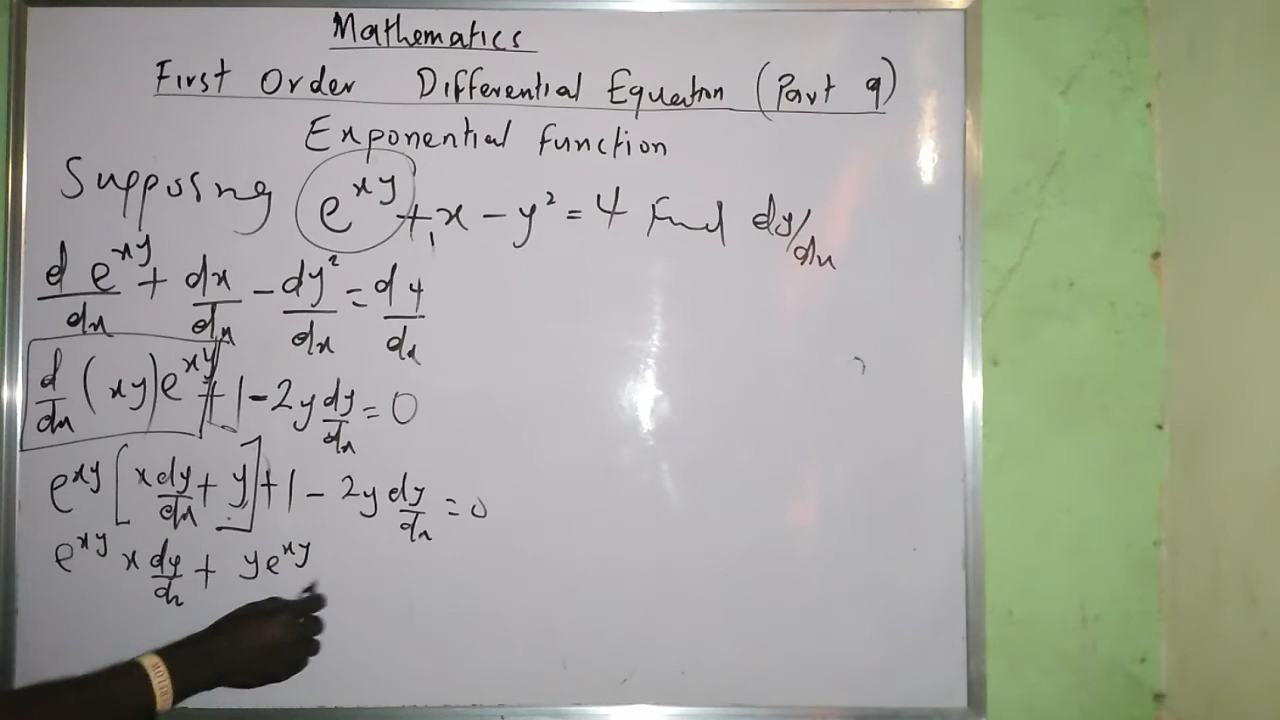 Mathematics
First Order Differential Equation (Part 9)
Exponential function
Supposing e^{xy} + x - y² = 4 Find dy/dx
d e^{xy}/dx + dx/dx - dy²/dx = d4/dx
d/dx (xy)e^{xy} + 1 - 2y dy/dx = 0
e^{xy} [x dy/dx + y] + 1 - 2y dy/dx = 0
e^{xy} x dy/dx + ye^{xy}